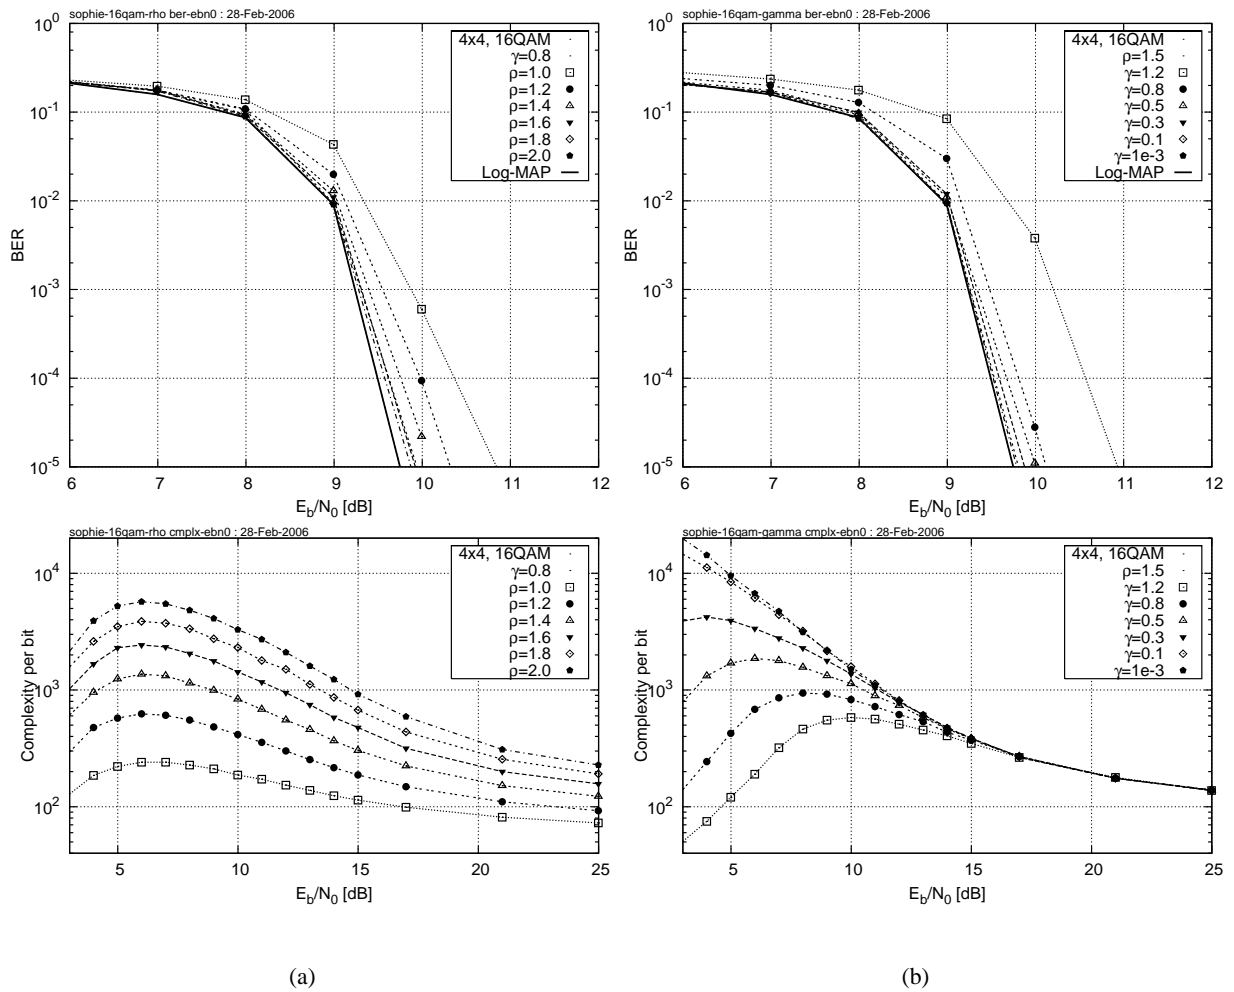 sophie-16qam-rho ber-ebn0 : 28-Feb-2006
10^0
10^-1
10^-2
10^-3
10^-4
10^-5
BER
4x4, 16QAM
γ=0.8
ρ=1.0
ρ=1.2
ρ=1.4
ρ=1.6
ρ=1.8
ρ=2.0
Log-MAP
6 7 8 9 10 11 12
E_b/N_0 [dB]
sophie-16qam-gamma ber-ebn0 : 28-Feb-2006
10^0
10^-1
10^-2
10^-3
10^-4
10^-5
BER
4x4, 16QAM
ρ=1.5
γ=1.2
γ=0.8
γ=0.5
γ=0.3
γ=0.1
γ=1e-3
Log-MAP
6 7 8 9 10 11 12
E_b/N_0 [dB]
sophie-16qam-rho cmplx-ebn0 : 28-Feb-2006
10^4
10^3
10^2
Complexity per bit
4x4, 16QAM
γ=0.8
ρ=1.0
ρ=1.2
ρ=1.4
ρ=1.6
ρ=1.8
ρ=2.0
5 10 15 20 25
E_b/N_0 [dB]
sophie-16qam-gamma cmplx-ebn0 : 28-Feb-2006
10^4
10^3
10^2
Complexity per bit
4x4, 16QAM
ρ=1.5
γ=1.2
γ=0.8
γ=0.5
γ=0.3
γ=0.1
γ=1e-3
5 10 15 20 25
E_b/N_0 [dB]
(a)
(b)